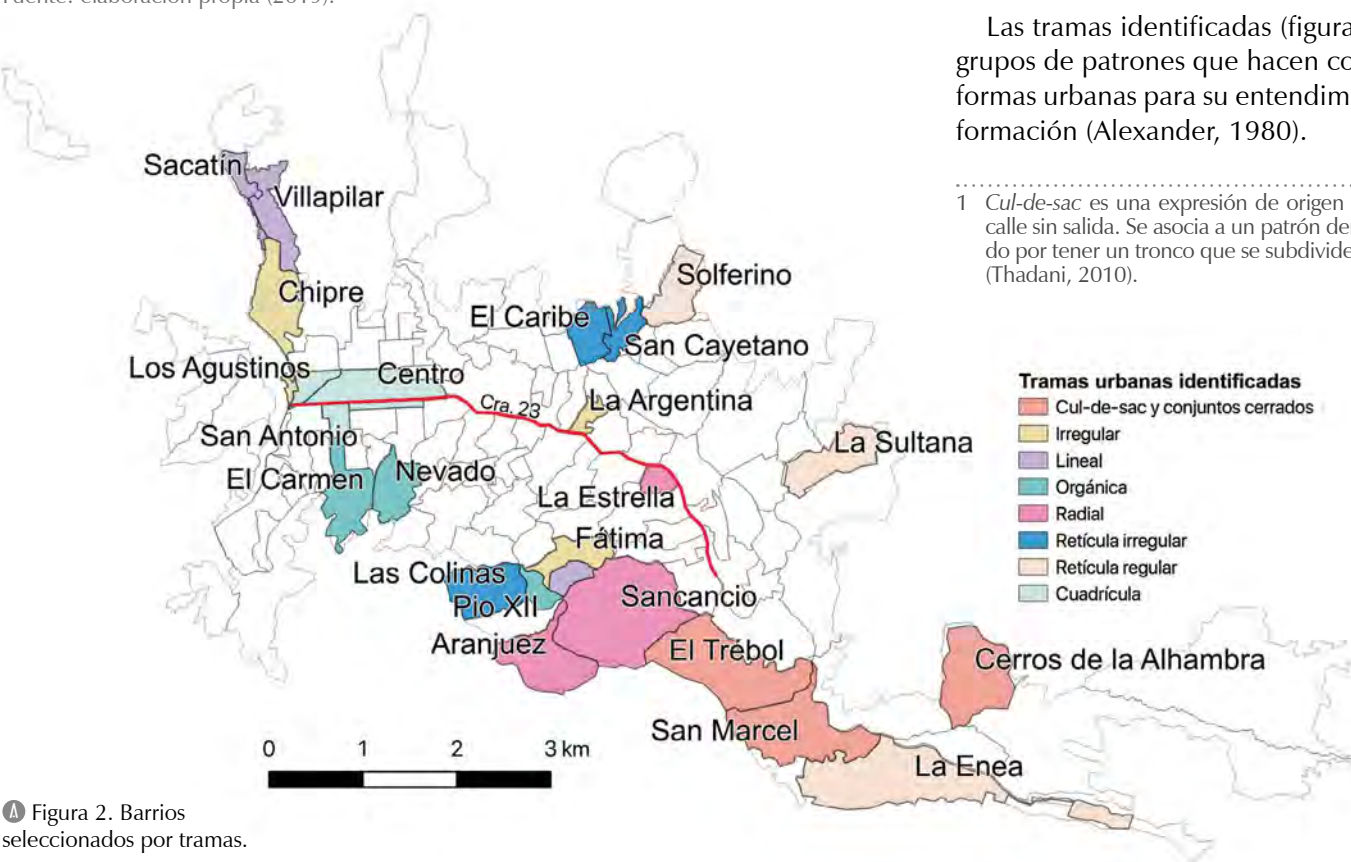 Fuente: elaboración propia (2019).
Las tramas identificadas (figura
grupos de patrones que hacen co
formas urbanas para su entendim
formación (Alexander, 1980).
1 Cul-de-sac es una expresión de origen
calle sin salida. Se asocia a un patrón de
do por tener un tronco que se subdivide
(Thadani, 2010).
Sacatín
Villapilar
Chipre
Solferino
El Caribe
San Cayetano
Los Agustinos
Centro
Cra. 23
La Argentina
San Antonio
La Sultana
El Carmen
Nevado
La Estrella
Fátima
Las Colinas
Pio XII
Sancancio
Aranjuez
El Trébol
Cerros de la Alhambra
San Marcel
La Enea
Tramas urbanas identificadas
Cul-de-sac y conjuntos cerrados
Irregular
Lineal
Orgánica
Radial
Retícula irregular
Retícula regular
Cuadrícula
0 1 2 3 km
Figura 2. Barrios
seleccionados por tramas.